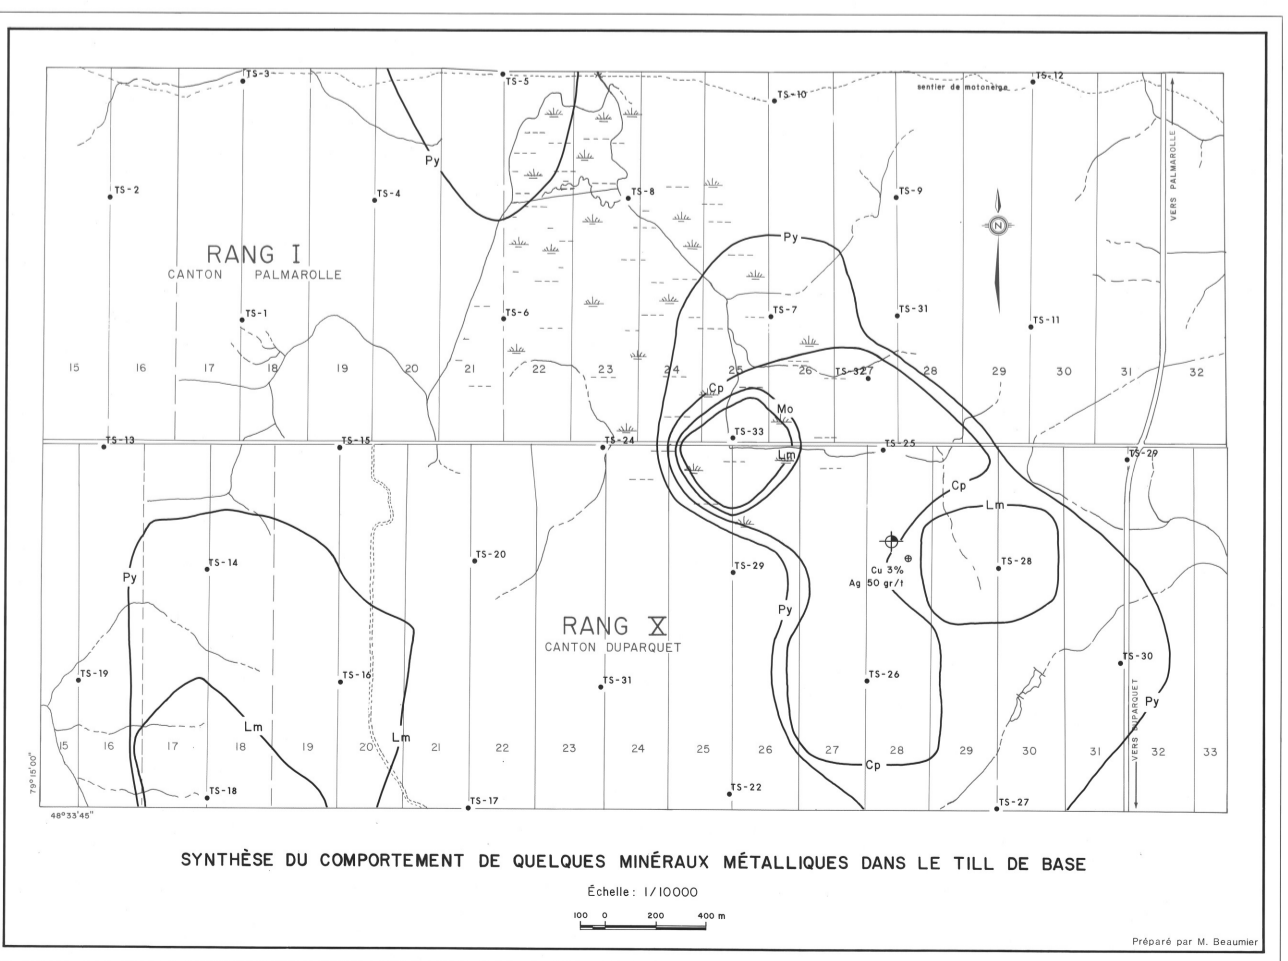 TS-3
TS-5
TS-10
TS-12
sentier de motoneige
Py
TS-2
TS-4
TS-8
TS-9
VERS PALMAROLLE
N
RANG I
CANTON PALMAROLLE
Py
TS-1
TS-6
TS-7
TS-31
TS-11
15 16 17 18 19 20 21 22 23 24 25 26 27 28 29 30 31 32
TS-32
Cp
Mo
TS-13
TS-15
TS-24
TS-33
TS-25
Lm
TS-29
Cp
Lm
TS-14
TS-20
TS-29
Cu 3%
Ag 50 gr/t
TS-28
Py
Py
RANG X
CANTON DUPARQUET
TS-19
TS-16
TS-31
TS-26
TS-30
Py
Lm
Lm
VERS DUPARQUET
15 16 17 18 19 20 21 22 23 24 25 26 27 28 29 30 31 32 33
Cp
TS-18
TS-17
TS-22
TS-27
79°15'00"
48°33'45"
SYNTHÈSE DU COMPORTEMENT DE QUELQUES MINÉRAUX MÉTALLIQUES DANS LE TILL DE BASE
Échelle: 1/10000
100 0 200 400 m
Préparé par M. Beaumier